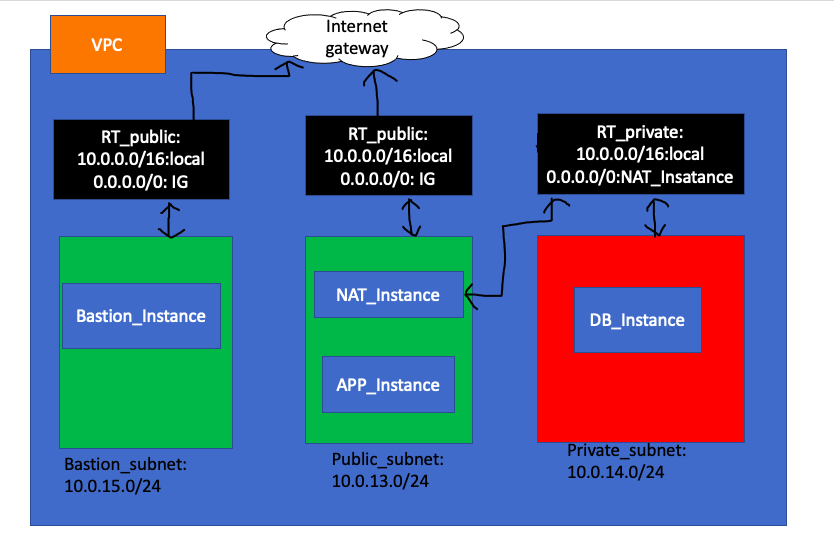 VPC
Internet
gateway
RT_public:
10.0.0.0/16:local
0.0.0.0/0: IG
RT_public:
10.0.0.0/16:local
0.0.0.0/0: IG
RT_private:
10.0.0.0/16:local
0.0.0.0/0:NAT_Insatance
Bastion_Instance
NAT_Instance
APP_Instance
DB_Instance
Bastion_subnet:
10.0.15.0/24
Public_subnet:
10.0.13.0/24
Private_subnet:
10.0.14.0/24